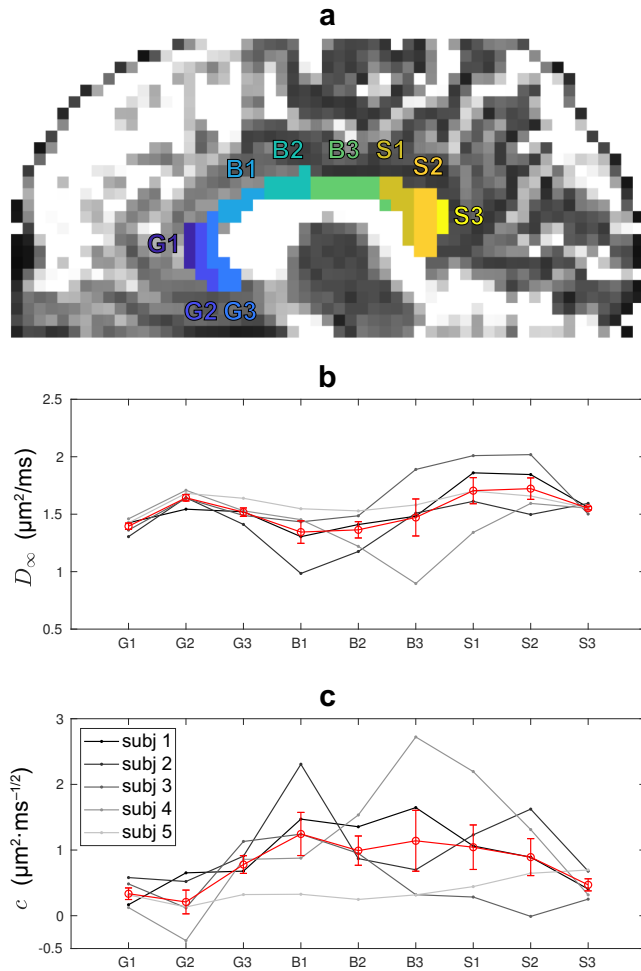 a
B2 B3 S1
B1 S2
S3
G1
G2 G3
b
2.5
2
1.5
1
0.5
D∞ (μm²/ms)
G1 G2 G3 B1 B2 B3 S1 S2 S3
c
3
2
1
0
-0.5
c (μm²·ms⁻¹/²)
subj 1
subj 2
subj 3
subj 4
subj 5
G1 G2 G3 B1 B2 B3 S1 S2 S3